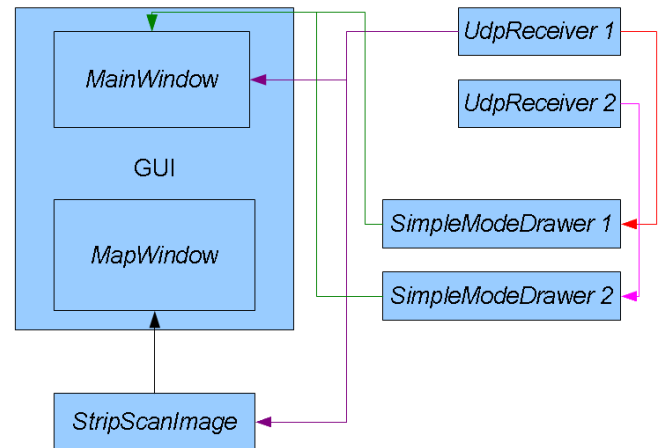 MainWindow
GUI
MapWindow
StripScanImage
UdpReceiver 1
UdpReceiver 2
SimpleModeDrawer 1
SimpleModeDrawer 2